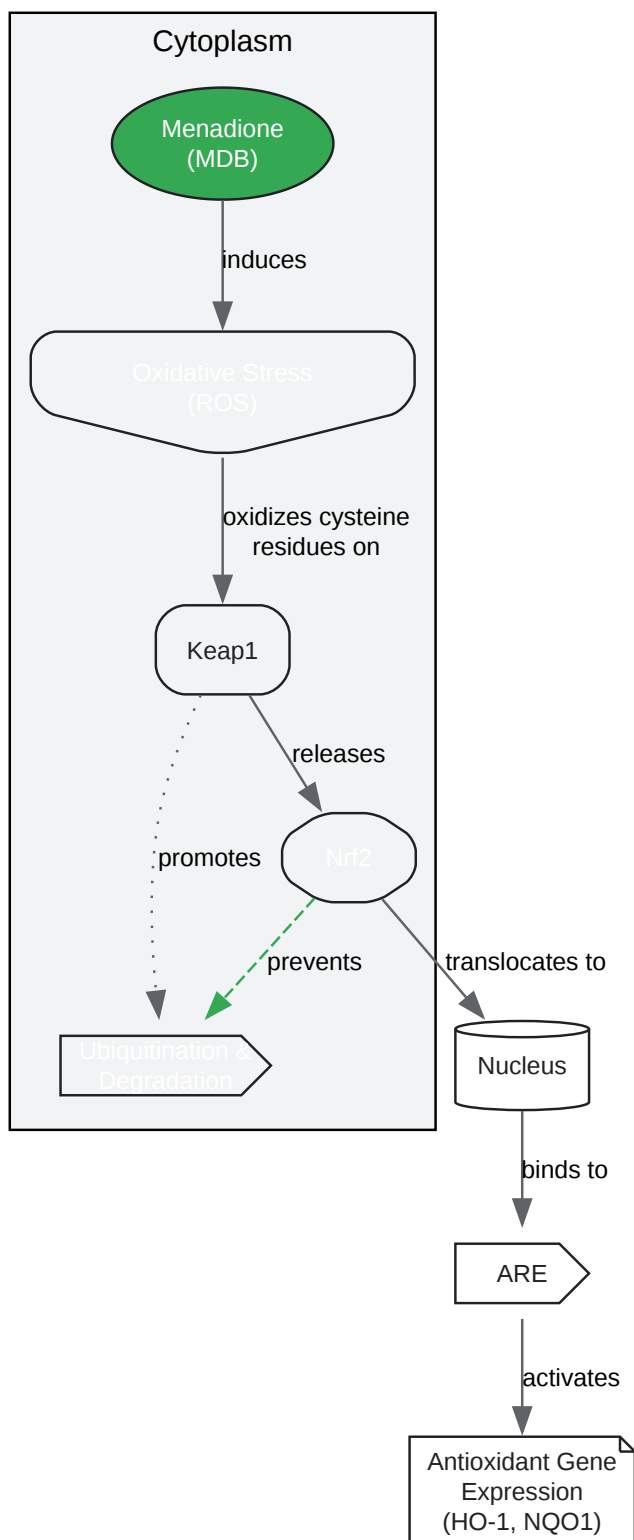 Cytoplasm
Menadione
(MDB)
induces
Oxidative Stress
(ROS)
oxidizes cysteine
residues on
Keap1
releases
promotes
Nrf2
prevents
translocates to
Ubiquitination &
Degradation
Nucleus
binds to
ARE
activates
Antioxidant Gene
Expression
(HO-1, NQO1)